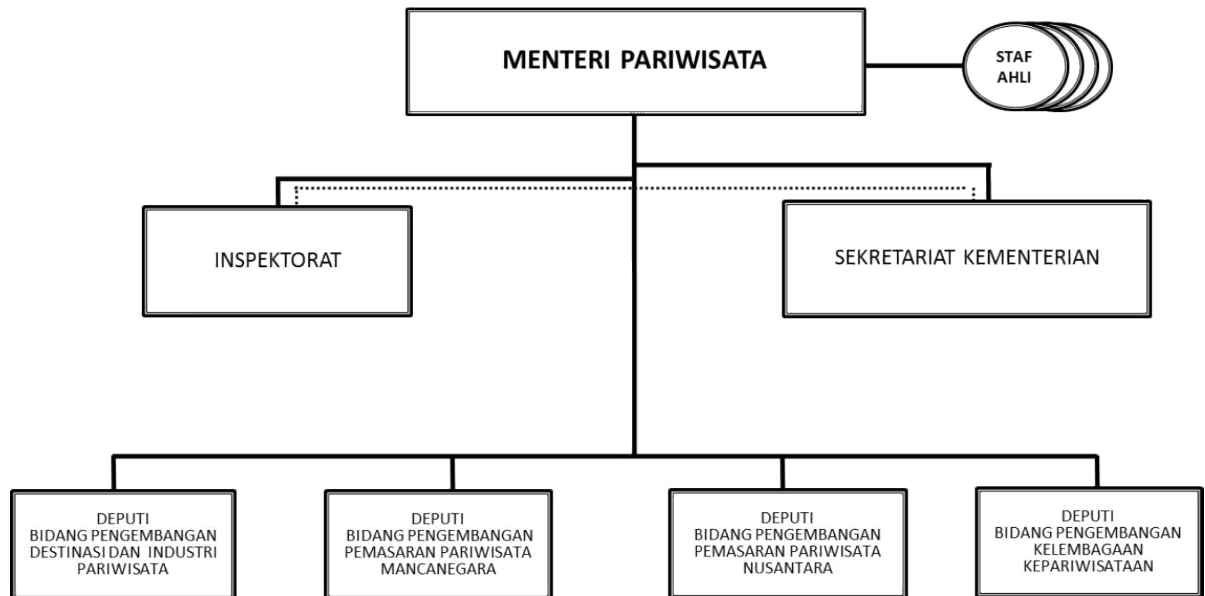 MENTERI PARIWISATA
STAF
AHLI
INSPEKTORAT
SEKRETARIAT KEMENTERIAN
DEPUTI
BIDANG PENGEMBANGAN
DESTINASI DAN INDUSTRI
PARIWISATA
DEPUTI
BIDANG PENGEMBANGAN
PEMASARAN PARIWISATA
MANCANEGARA
DEPUTI
BIDANG PENGEMBANGAN
PEMASARAN PARIWISATA
NUSANTARA
DEPUTI
BIDANG PENGEMBANGAN
KELEMBAGAAN
KEPARIWISATAAN